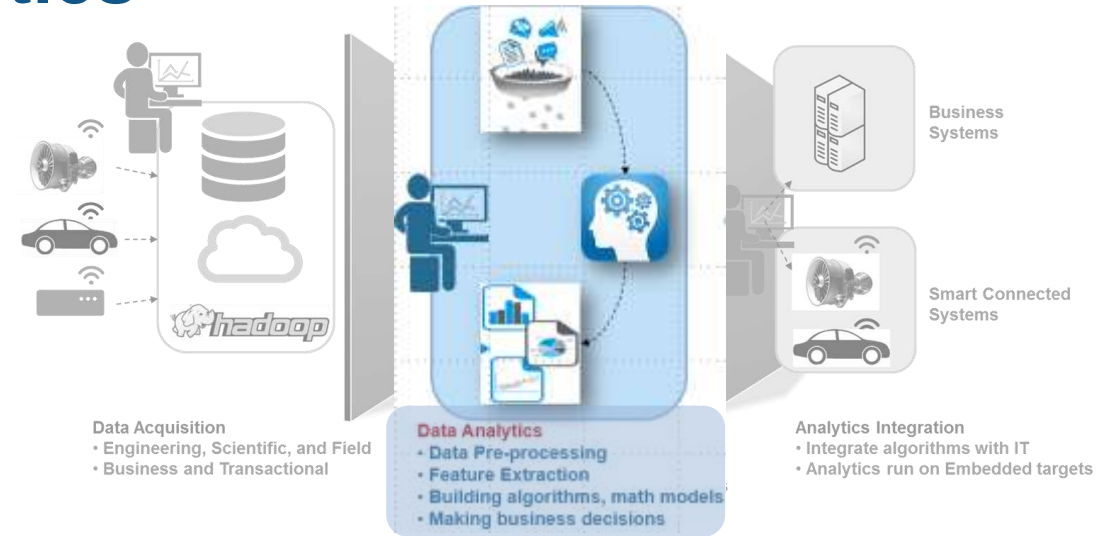 hadoop
Business
Systems
Smart Connected
Systems
Data Acquisition
• Engineering, Scientific, and Field
• Business and Transactional
Data Analytics
• Data Pre-processing
• Feature Extraction
• Building algorithms, math models
• Making business decisions
Analytics Integration
• Integrate algorithms with IT
• Analytics run on Embedded targets